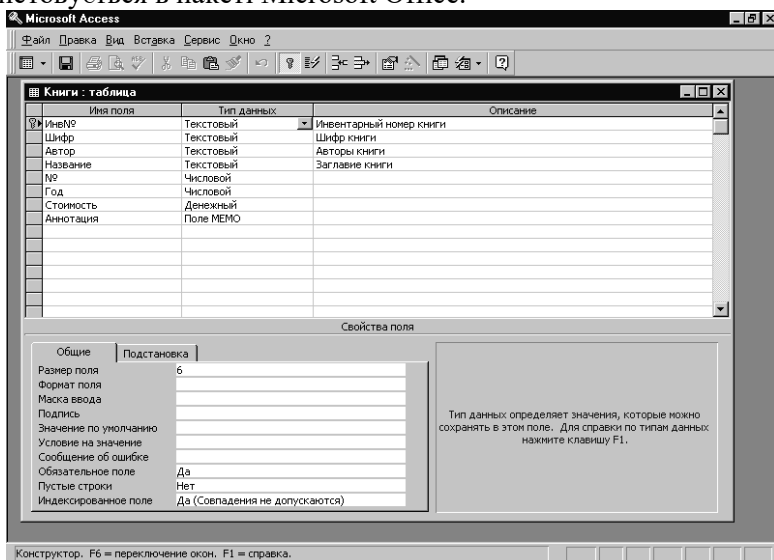 пакеті Microsoft Office.
Microsoft Access
Файл Правка Вид Вставка Сервис Окно ?
Книги : таблица
Имя поля Тип данных Описание
Инв№ Текстовый Инвентарный номер книги
Шифр Текстовый Шифр книги
Автор Текстовый Авторы книги
Название Текстовый Заглавие книги
№ Числовой
Год Числовой
Стоимость Денежный
Аннотация Поле MEMO
Свойства поля
Общие Подстановка
Размер поля 6
Формат поля
Маска ввода
Подпись
Значение по умолчанию
Условие на значение
Сообщение об ошибке
Обязательное поле Да
Пустые строки Нет
Индексированное поле Да (Совпадения не допускаются)
Тип данных определяет значения, которые можно
сохранять в этом поле. Для справки по типам данных
нажмите клавишу F1.
Конструктор. F6 = переключение окон. F1 = справка.